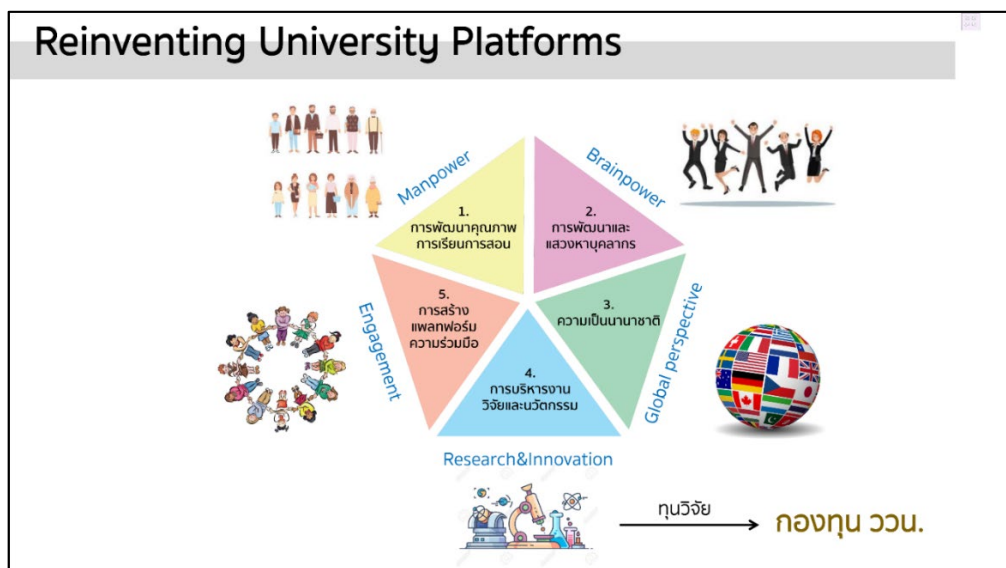 Reinventing University Platforms
Manpower
1.
การพัฒนาคุณภาพ
การเรียนการสอน
Brainpower
2.
การพัฒนาและ
แสวงหาบุคลากร
Global perspective
3.
ความเป็นนานาชาติ
Research&Innovation
4.
การบริหารงาน
วิจัยและนวัตกรรม
Engagement
5.
การสร้าง
แพลทฟอร์ม
ความร่วมมือ
ทุนวิจัย
กองทุน ววน.